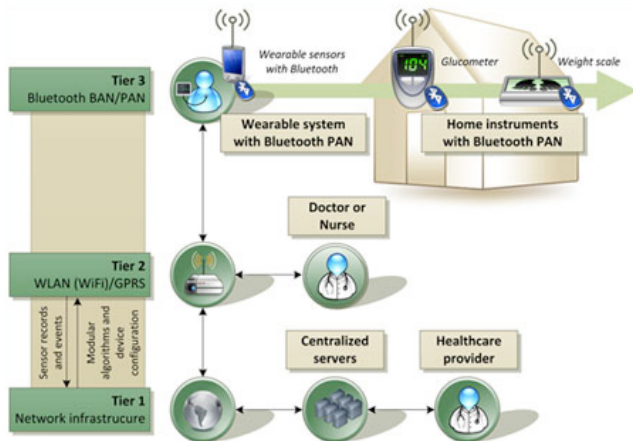 Tier 3
Bluetooth BAN/PAN
Wearable sensors
with Bluetooth
104
Glucometer
Weight scale
Wearable system
with Bluetooth PAN
Home instruments
with Bluetooth PAN
Doctor or
Nurse
Tier 2
WLAN (WiFi)/GPRS
Sensor records
and events
Modular
algorithms and
device
configuration
Centralized
servers
Healthcare
provider
Tier 1
Network infrastrucure